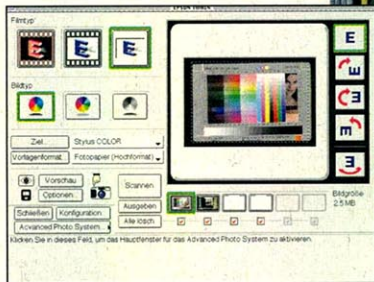 EPSON TWAIN
Filmtyp
Bildtyp
Ziel...
Stylus COLOR
Vorlagenformat...
Fotopapier (Hochformat)
Vorschau
Optionen
Scannen
Ausgeben
Alle lösch.
Schließen
Konfiguration
Advanced Photo System...
Bildgröße
2.5 MB
Klicken Sie in dieses Feld, um das Hauptfenster für das Advanced Photo System zu aktivieren.